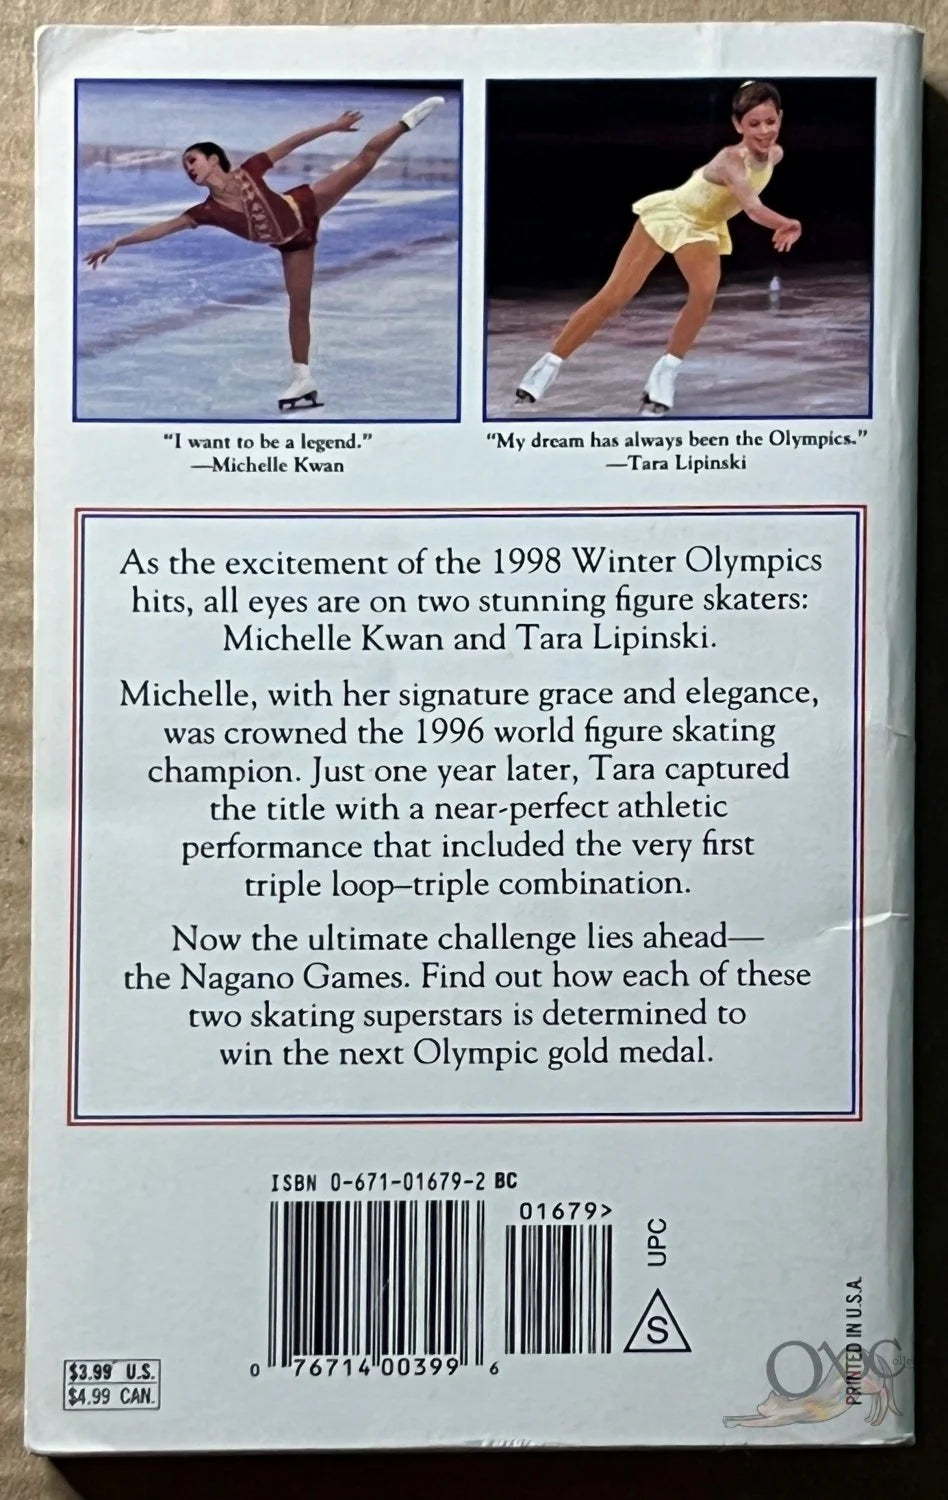 "I want to be a legend."
—Michelle Kwan
"My dream has always been the Olympics."
—Tara Lipinski
As the excitement of the 1998 Winter Olympics
hits, all eyes are on two stunning figure skaters:
Michelle Kwan and Tara Lipinski.
Michelle, with her signature grace and elegance,
was crowned the 1996 world figure skating
champion. Just one year later, Tara captured
the title with a near-perfect athletic
performance that included the very first
triple loop–triple combination.
Now the ultimate challenge lies ahead—
the Nagano Games. Find out how each of these
two skating superstars is determined to
win the next Olympic gold medal.
ISBN 0-671-01679-2 BC
01679>
UPC
S
0 76714 00399 6
$3.99 U.S.
$4.99 CAN.
PRINTED IN U.S.A.